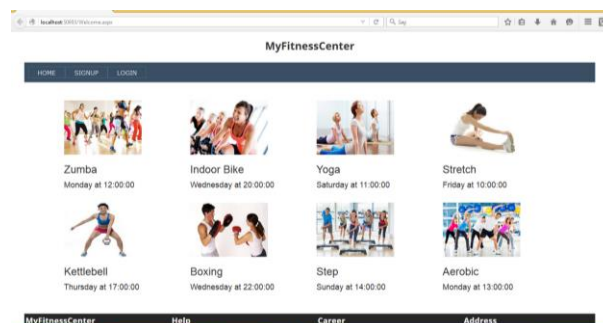 MyFitnessCenter
HOME SIGNUP LOGIN
Zumba
Monday at 12:00:00
Indoor Bike
Wednesday at 20:00:00
Yoga
Saturday at 11:00:00
Stretch
Friday at 10:00:00
Kettlebell
Thursday at 17:00:00
Boxing
Wednesday at 22:00:00
Step
Sunday at 14:00:00
Aerobic
Monday at 13:00:00
MyFitnessCenter Help Career Address